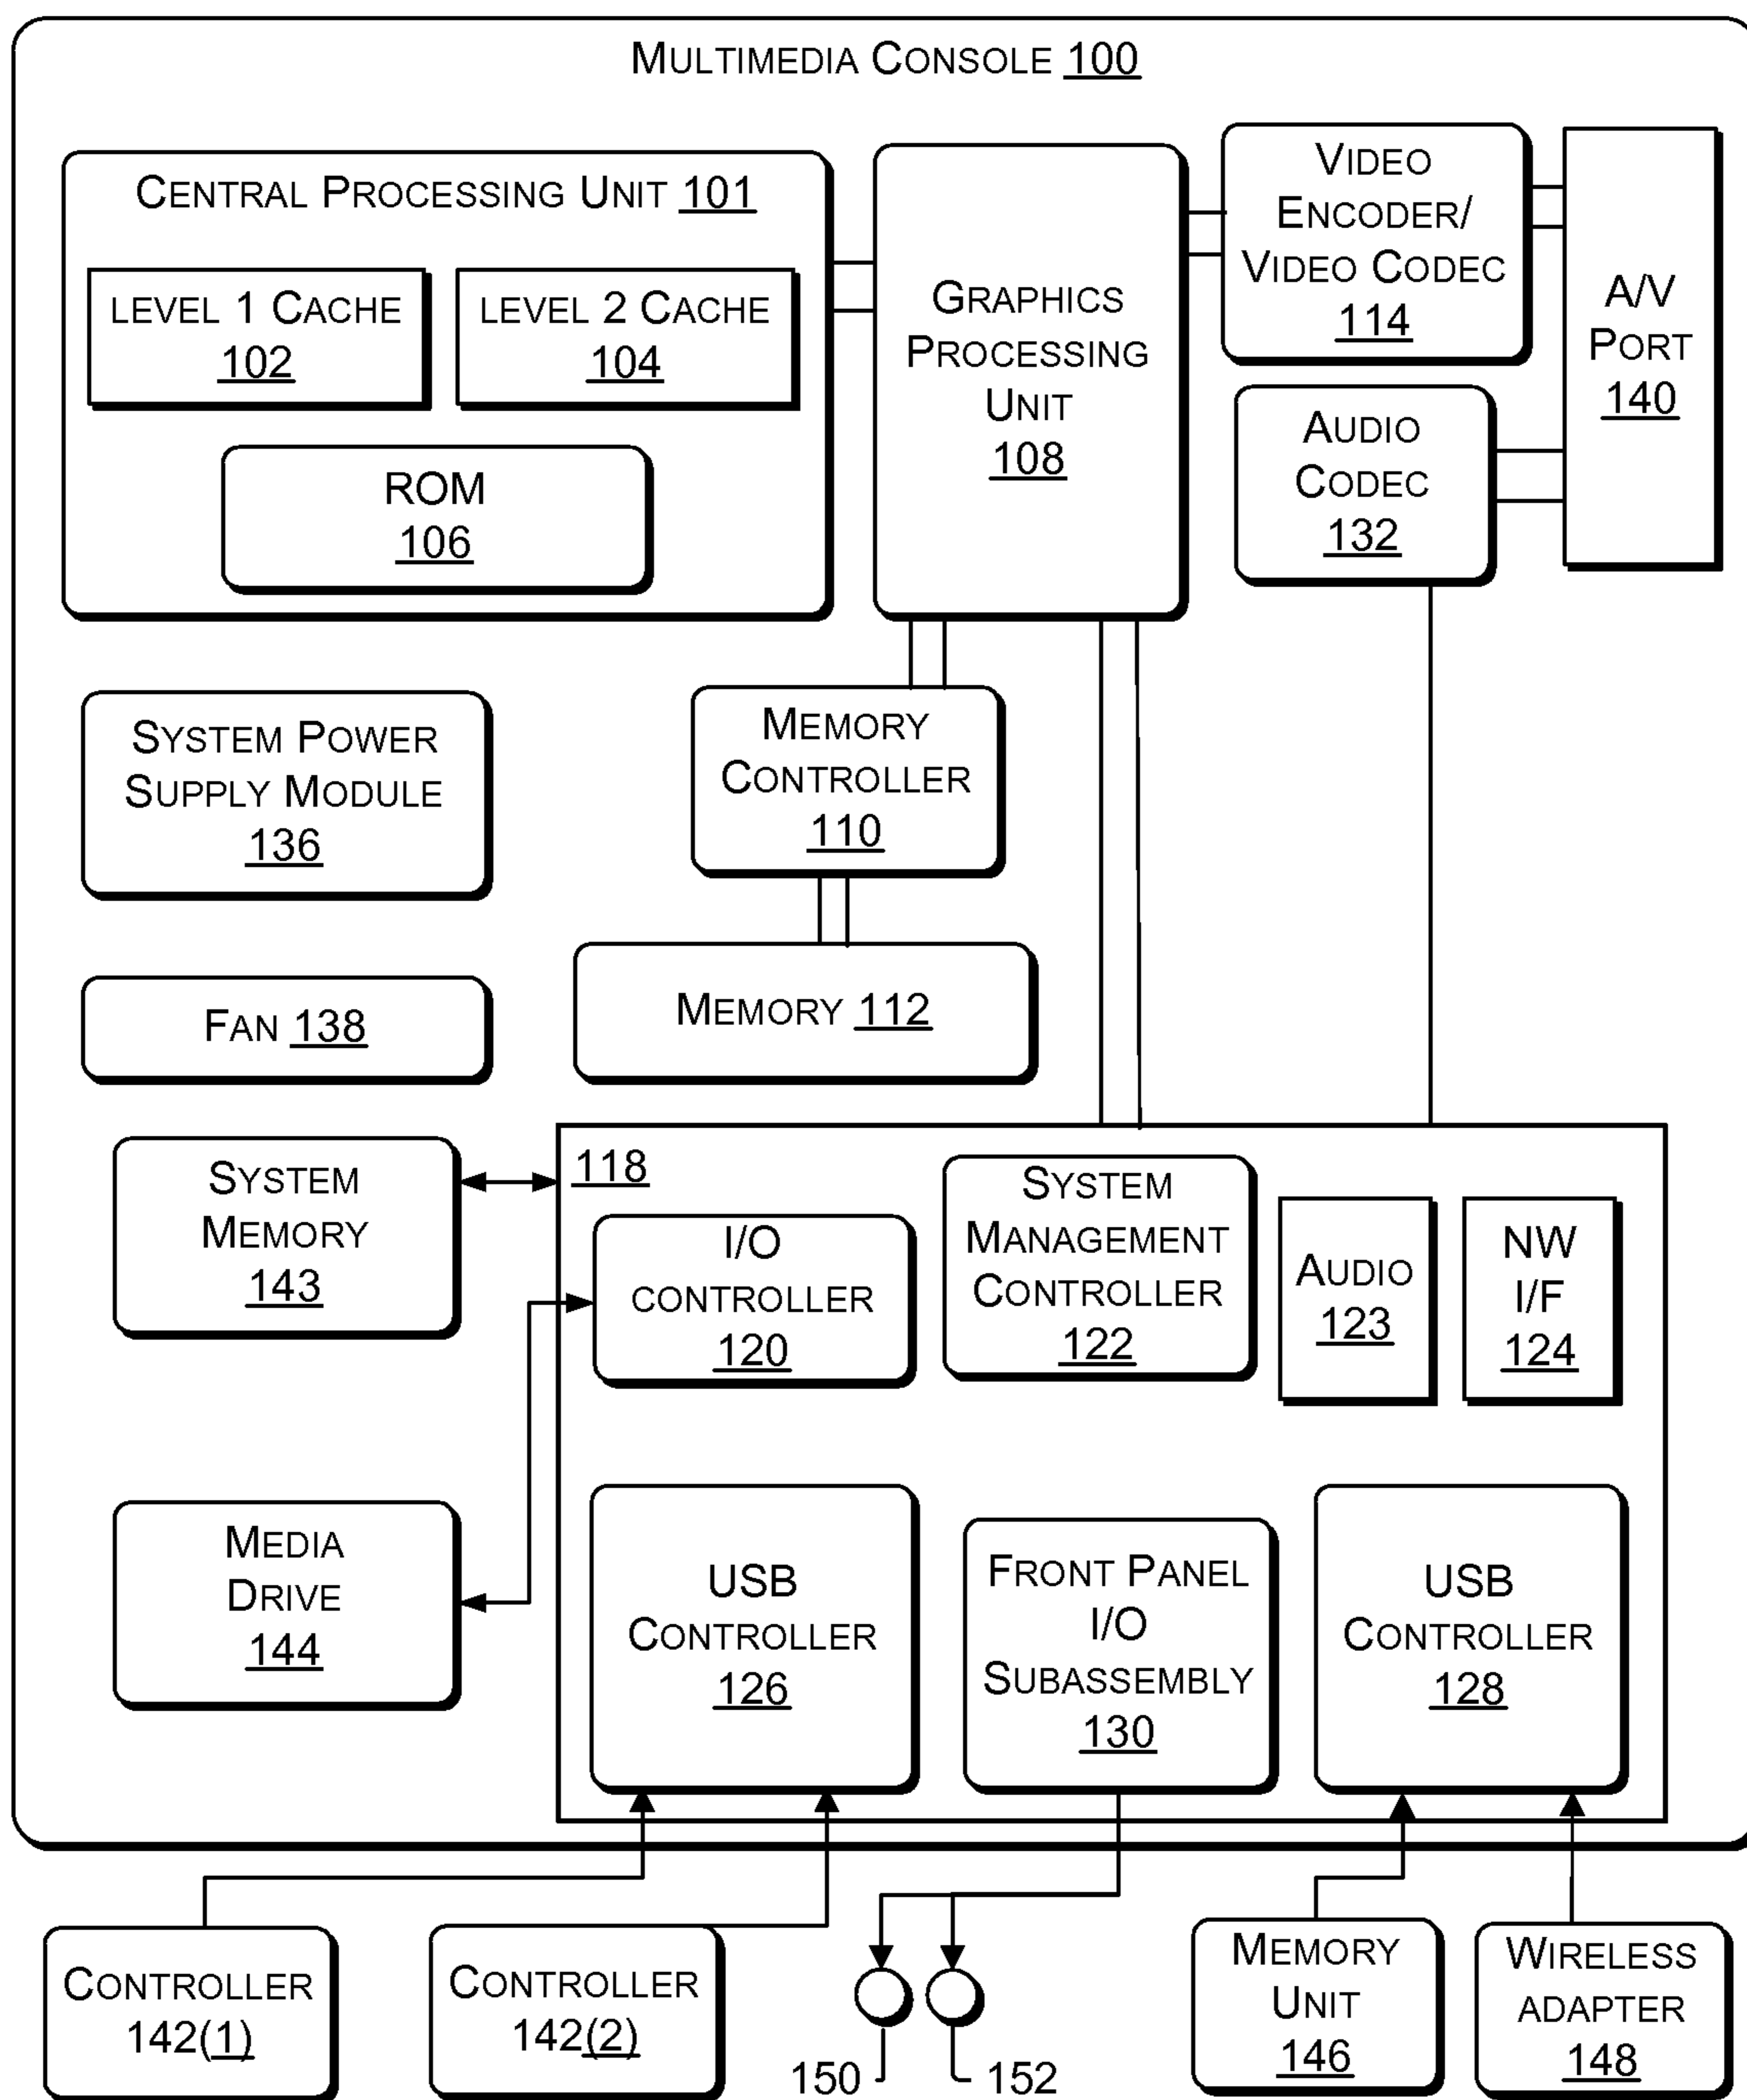 MULTIMEDIA CONSOLE 100
CENTRAL PROCESSING UNIT 101
LEVEL 1 CACHE
102
LEVEL 2 CACHE
104
ROM
106
GRAPHICS
PROCESSING
UNIT
108
VIDEO
ENCODER/
VIDEO CODEC
114
A/V
PORT
140
AUDIO
CODEC
132
SYSTEM POWER
SUPPLY MODULE
136
MEMORY
CONTROLLER
110
FAN 138
MEMORY 112
SYSTEM
MEMORY
143
118
I/O
CONTROLLER
120
SYSTEM
MANAGEMENT
CONTROLLER
122
AUDIO
123
NW
I/F
124
MEDIA
DRIVE
144
USB
CONTROLLER
126
FRONT PANEL
I/O
SUBASSEMBLY
130
USB
CONTROLLER
128
CONTROLLER
142(1)
CONTROLLER
142(2)
150
152
MEMORY
UNIT
146
WIRELESS
ADAPTER
148